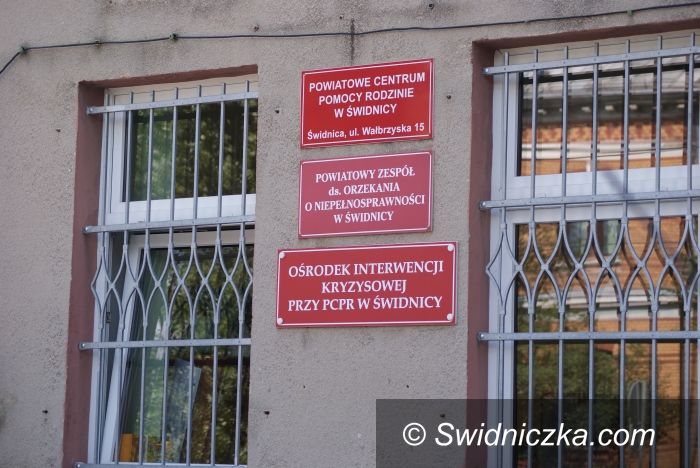 POWIATOWE CENTRUM
POMOCY RODZINIE
W ŚWIDNICY
Świdnica, ul. Wałbrzyska 15
POWIATOWY ZESPÓŁ
ds. ORZEKANIA
O NIEPEŁNOSPRAWNOŚCI
W ŚWIDNICY
OŚRODEK INTERWENCJI
KRYZYSOWEJ
PRZY PCPR W ŚWIDNICY
© Swidniczka.com